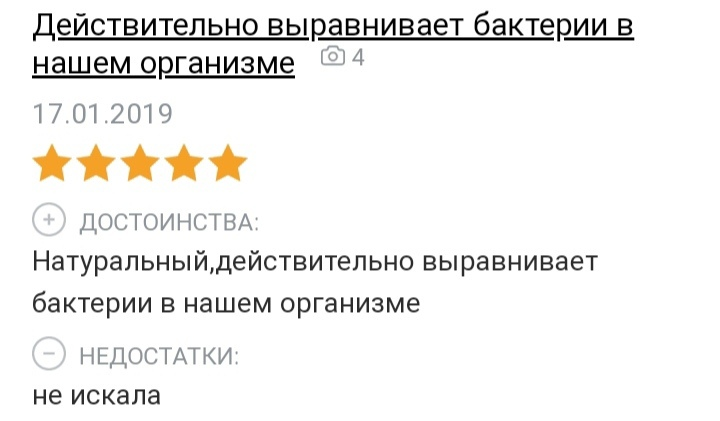 Действительно выравнивает бактерии в
нашем организме 4
17.01.2019
ДОСТОИНСТВА:
Натуральный,действительно выравнивает
бактерии в нашем организме
НЕДОСТАТКИ:
не искала